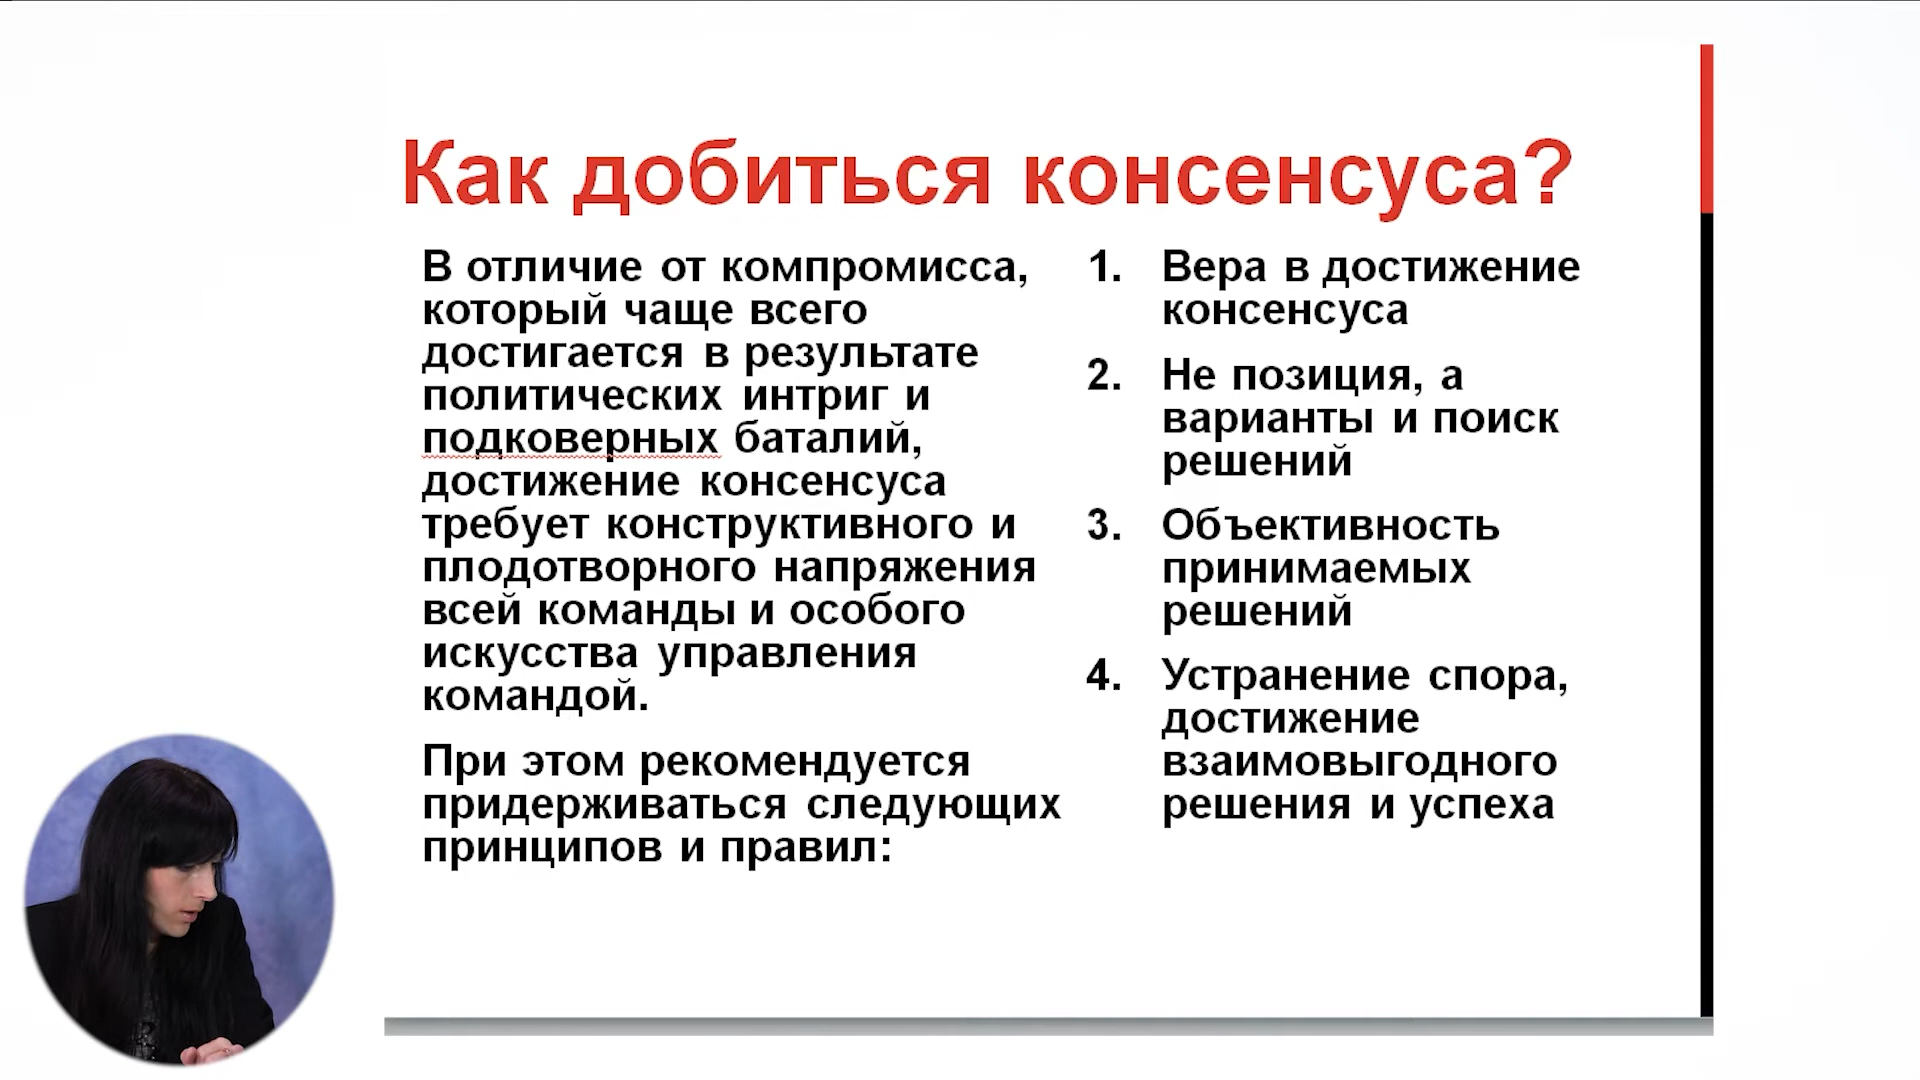 Как добиться консенсуса?
В отличие от компромисса,
который чаще всего
достигается в результате
политических интриг и
подковерных баталий,
достижение консенсуса
требует конструктивного и
плодотворного напряжения
всей команды и особого
искусства управления
командой.
При этом рекомендуется
придерживаться следующих
принципов и правил:
1. Вера в достижение
консенсуса
2. Не позиция, а
варианты и поиск
решений
3. Объективность
принимаемых
решений
4. Устранение спора,
достижение
взаимовыгодного
решения и успеха